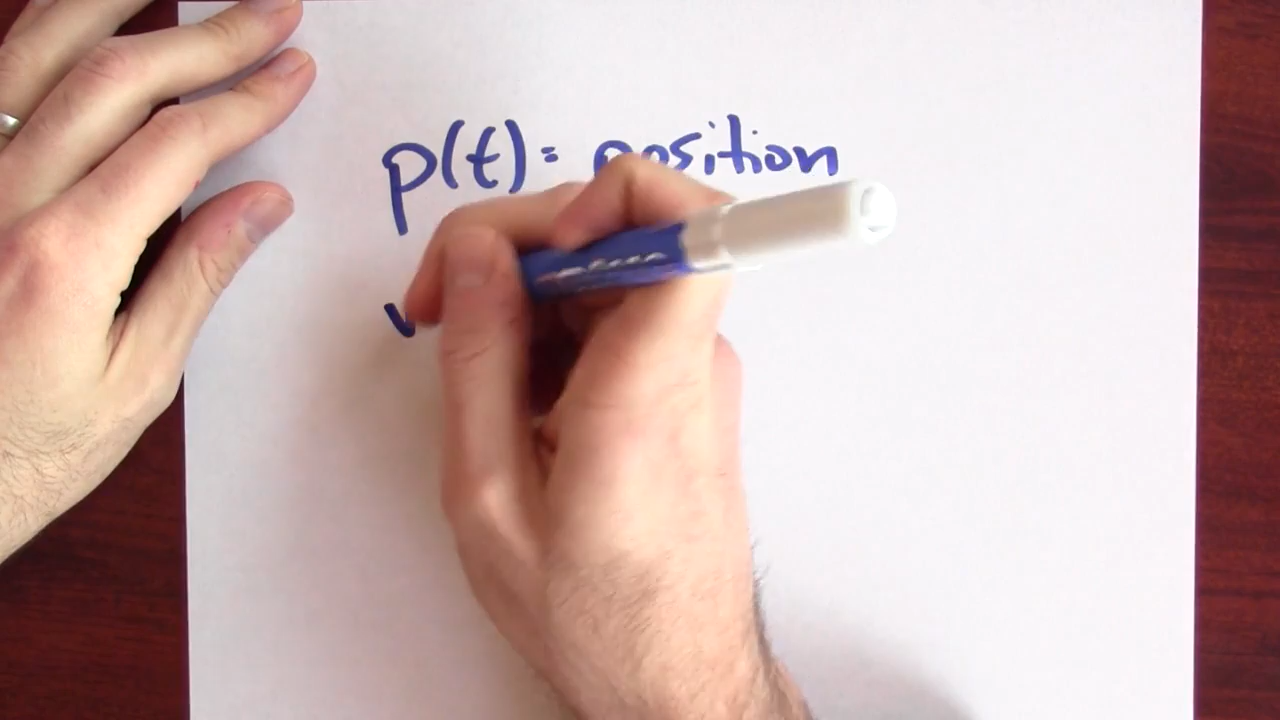 p(t) = position
v